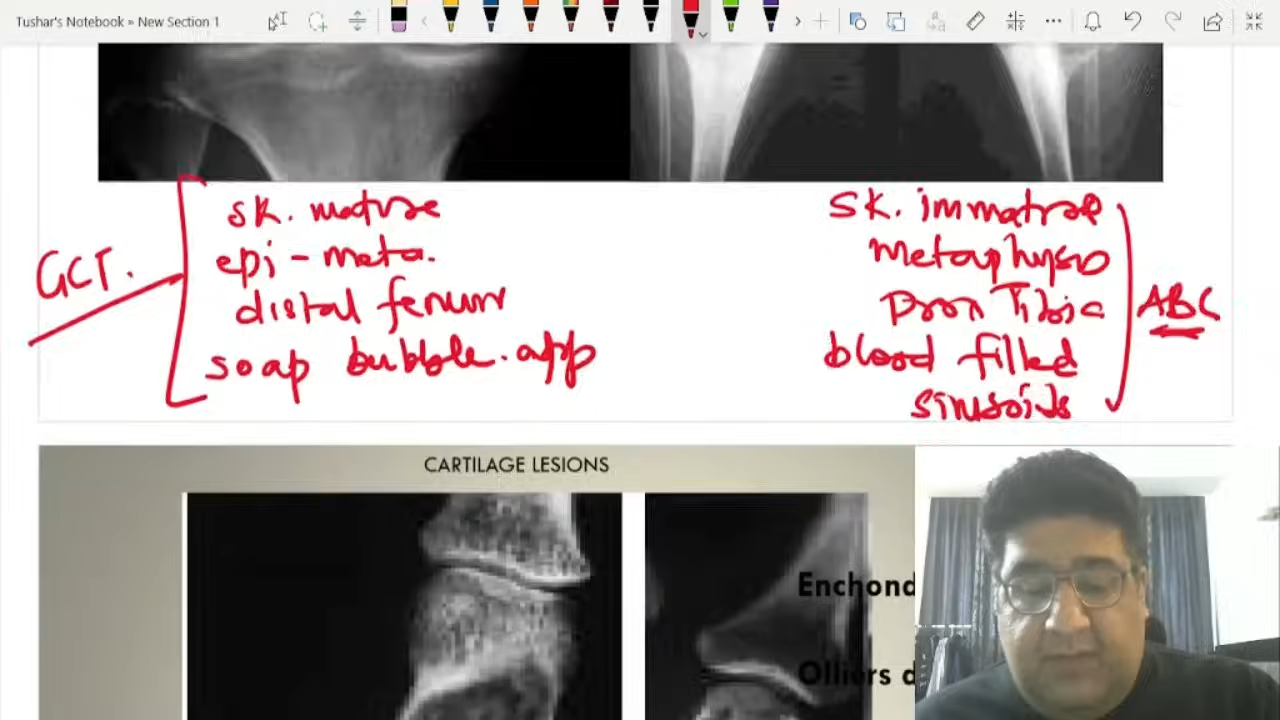 Tushar's Notebook » New Section 1
GCT.
sk. mature
epi - meta.
distal femur
soap bubble. app
SK. immature
Metaphysis
Prox Tibia
blood filled
sinusoids
ABC
CARTILAGE LESIONS
Enchond
Olliers d